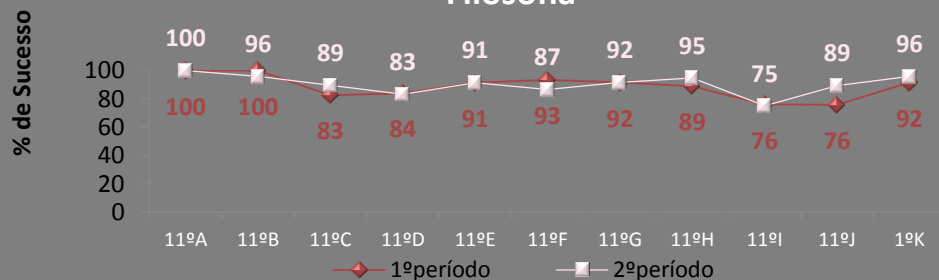 Filosofia
% de Sucesso
100 96 89 83 91 87 92 95 75 89 96
100 100 83 84 91 93 92 89 76 76 92
100
80
60
40
20
0
11ºA 11ºB 11ºC 11ºD 11ºE 11ºF 11ºG 11ºH 11ºI 11ºJ 1ºK
1ºperíodo 2ºperíodo